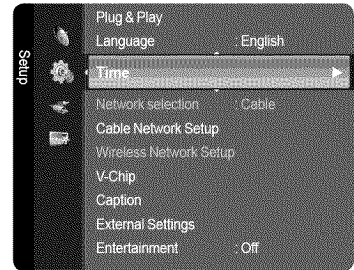 Setup
Plug & Play
Language : English
Time
Network selection : Cable
Cable Network Setup
Wireless Network Setup
V-Chip
Caption
External Settings
Entertainment : Off